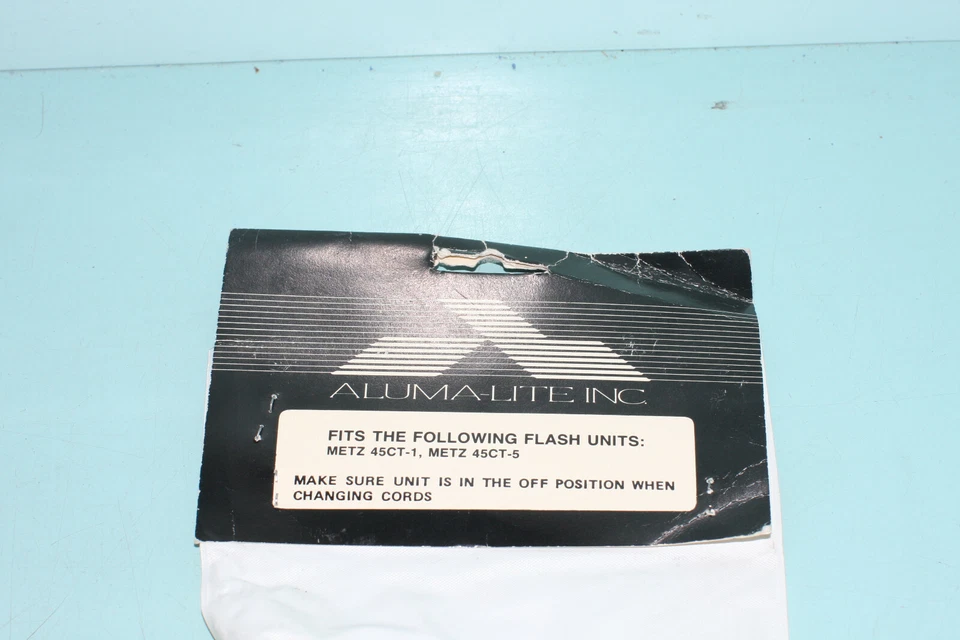 ALUMA-LITE INC.
FITS THE FOLLOWING FLASH UNITS:
METZ 45CT-1, METZ 45CT-5
MAKE SURE UNIT IS IN THE OFF POSITION WHEN
CHANGING CORDS